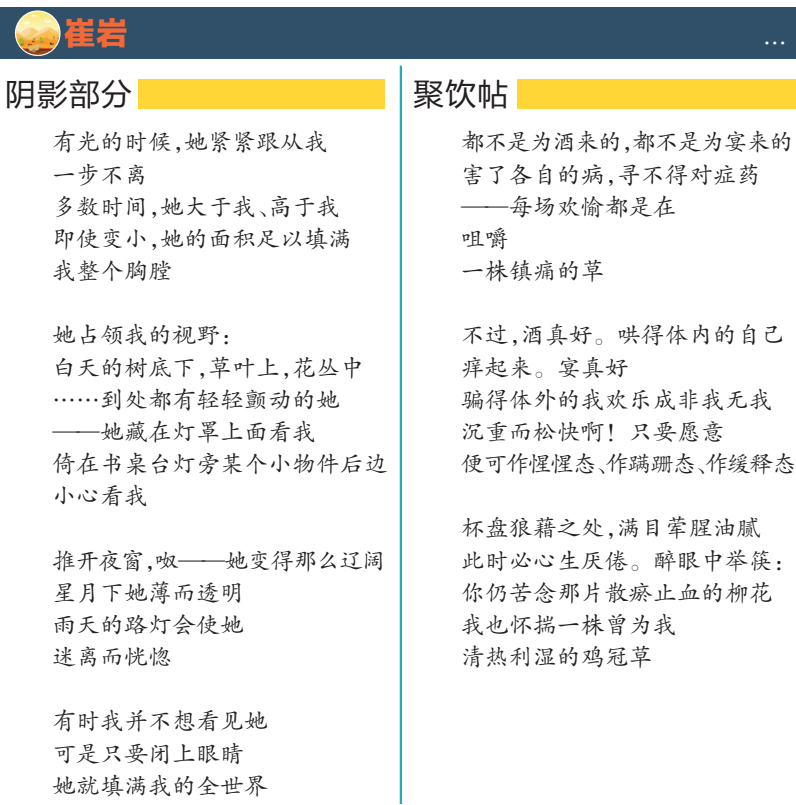 崔岩
…
阴影部分
有光的时候,她紧紧跟从我
一步不离
多数时间,她大于我、高于我
即使变小,她的面积足以填满
我整个胸膛
她占领我的视野:
白天的树底下,草叶上,花丛中
……到处都有轻轻颤动的她
——她藏在灯罩上面看我
倚在书桌台灯旁某个小物件后边
小心看我
推开夜窗,呶——她变得那么辽阔
星月下她薄而透明
雨天的路灯会使她
迷离而恍惚
有时我并不想看见她
可是只要闭上眼睛
她就填满我的全世界
聚饮帖
都不是为酒来的,都不是为宴来的
害了各自的病,寻不得对症药
——每场欢愉都是在
咀嚼
一株镇痛的草
不过,酒真好。哄得体内的自己
痒起来。宴真好
骗得体外的我欢乐成非我无我
沉重而松快啊!只要愿意
便可作惺惺态、作蹒跚态、作缓释态
杯盘狼藉之处,满目荤腥油腻
此时必心生厌倦。醉眼中举筷:
你仍苦念那片散瘀止血的柳花
我也怀揣一株曾为我
清热利湿的鸡冠草